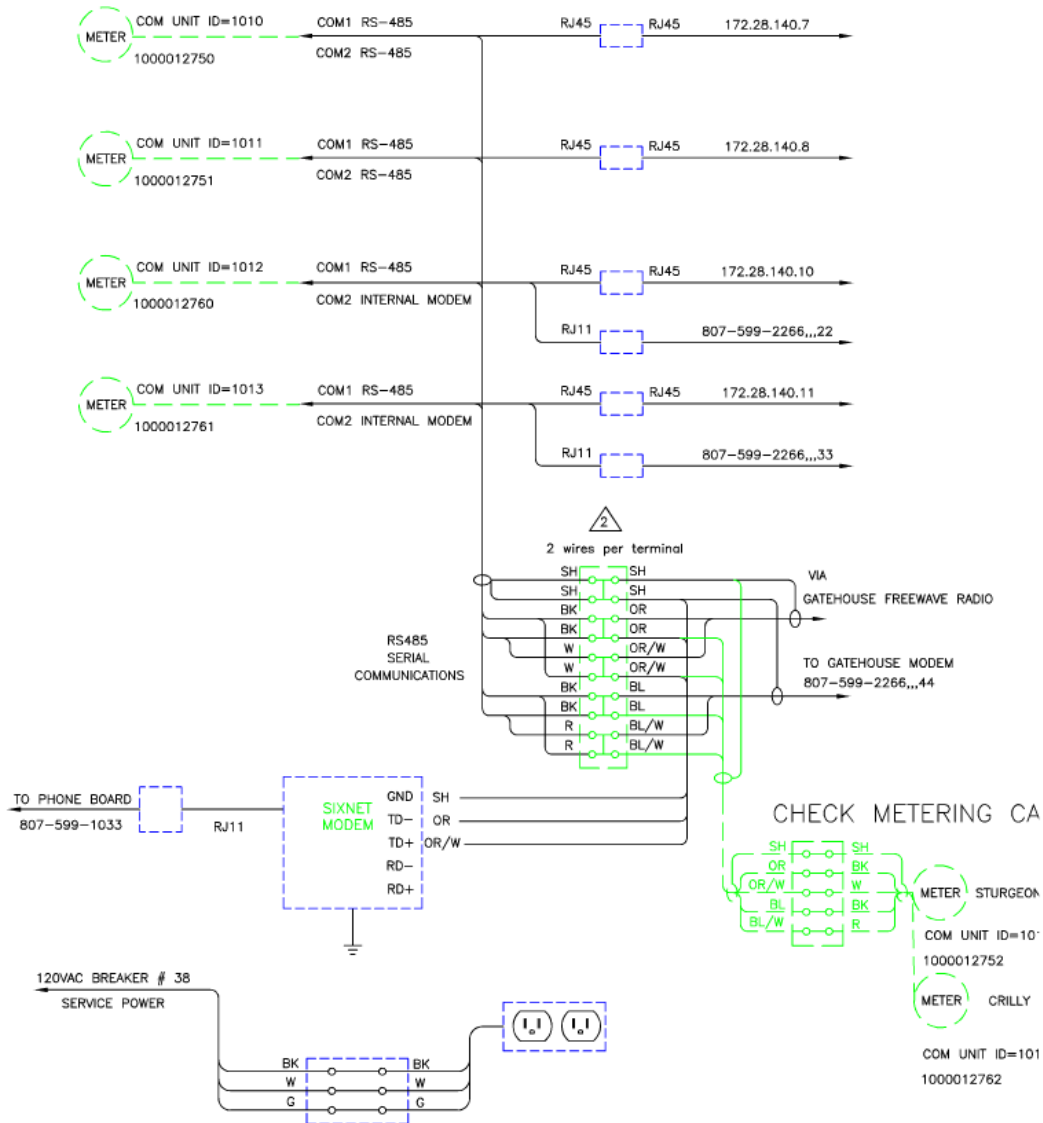 COM UNIT ID=1010
COM1 RS-485
RJ45 RJ45
172.28.140.7
METER
1000012750
COM2 RS-485
COM UNIT ID=1011
COM1 RS-485
RJ45 RJ45
172.28.140.8
METER
1000012751
COM2 RS-485
COM UNIT ID=1012
COM1 RS-485
RJ45 RJ45
172.28.140.10
METER
1000012760
COM2 INTERNAL MODEM
RJ11
807-599-2266,,,22
COM UNIT ID=1013
COM1 RS-485
RJ45 RJ45
172.28.140.11
METER
1000012761
COM2 INTERNAL MODEM
RJ11
807-599-2266,,,33
2
2 wires per terminal
SH SH
SH SH
BK OR
BK OR
W OR/W
W OR/W
BK BL
BK BL
R BL/W
R BL/W
VIA
GATEHOUSE FREEWAVE RADIO
RS485
SERIAL
COMMUNICATIONS
TO GATEHOUSE MODEM
807-599-2266,,,44
TO PHONE BOARD
807-599-1033
RJ11
SIXNET
MODEM
GND SH
TD- OR
TD+ OR/W
RD-
RD+
CHECK METERING CA
SH SH
OR BK
OR/W W
BL BK
BL/W R
METER STURGEON
COM UNIT ID=10
1000012752
METER CRILLY
COM UNIT ID=101
1000012762
120VAC BREAKER # 38
SERVICE POWER
BK BK
W W
G G